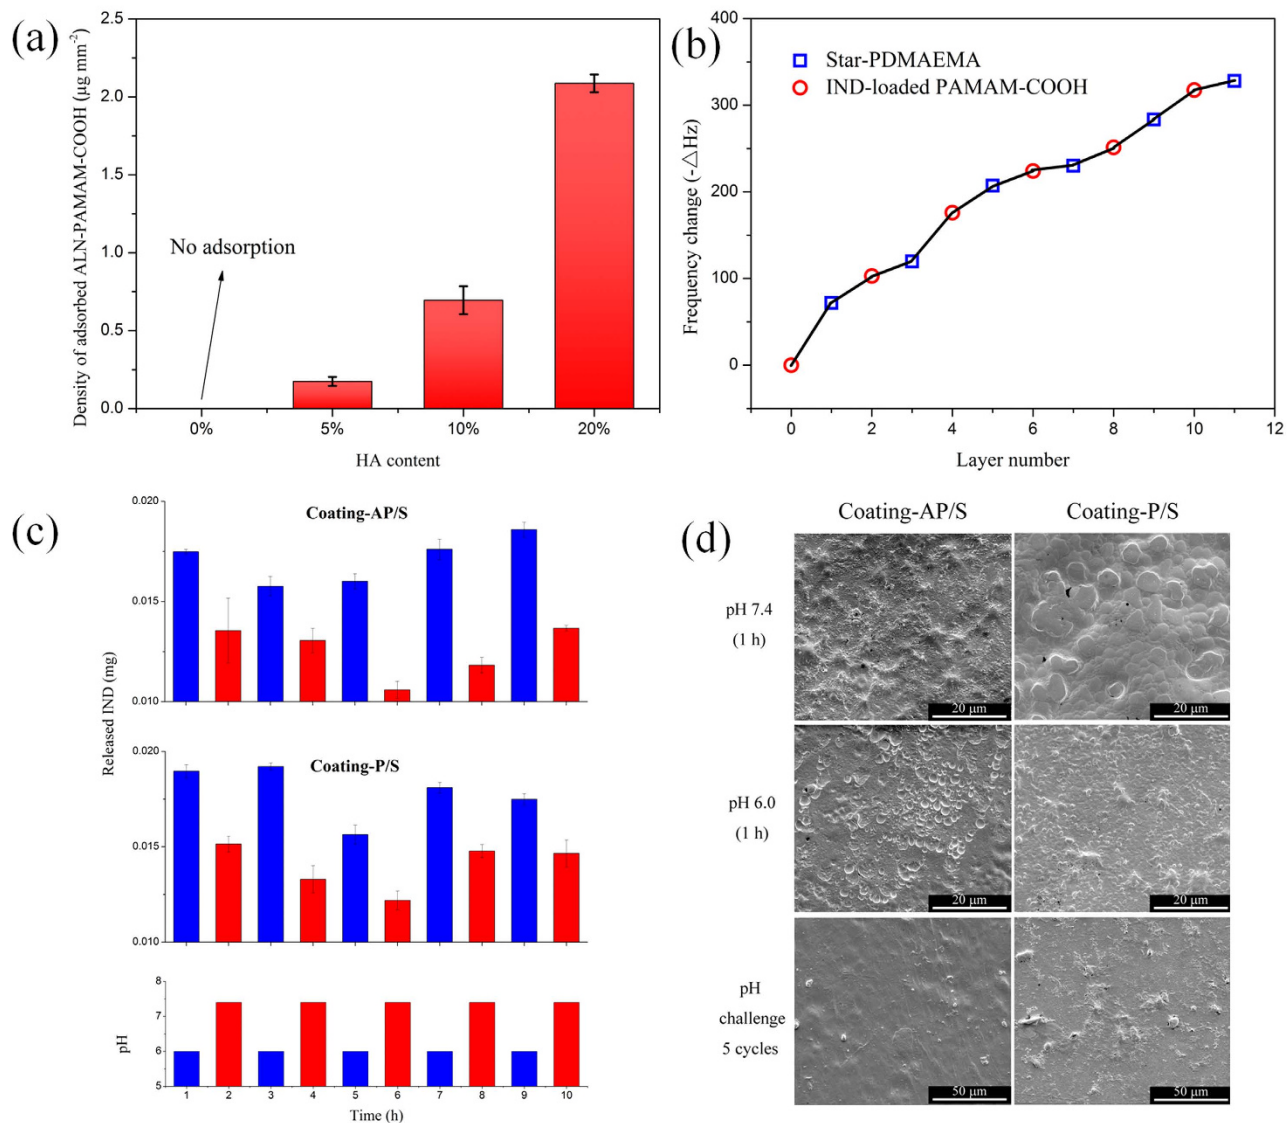 (a)
Density of adsorbed ALN-PAMAM-COOH (μg mm⁻²)
2.5
2.0
1.5
1.0
0.5
0.0
No adsorption
0%
5%
10%
20%
HA content
(b)
Frequency change (-△Hz)
400
300
200
100
0
Star-PDMAEMA
IND-loaded PAMAM-COOH
0
2
4
6
8
10
12
Layer number
(c)
Released IND (mg)
Coating-AP/S
0.020
0.015
0.010
Coating-P/S
0.020
0.015
0.010
pH
8
7
6
5
1
2
3
4
5
6
7
8
9
10
Time (h)
(d)
Coating-AP/S
Coating-P/S
pH 7.4
(1 h)
20 μm
20 μm
pH 6.0
(1 h)
20 μm
20 μm
pH
challenge
5 cycles
50 μm
50 μm